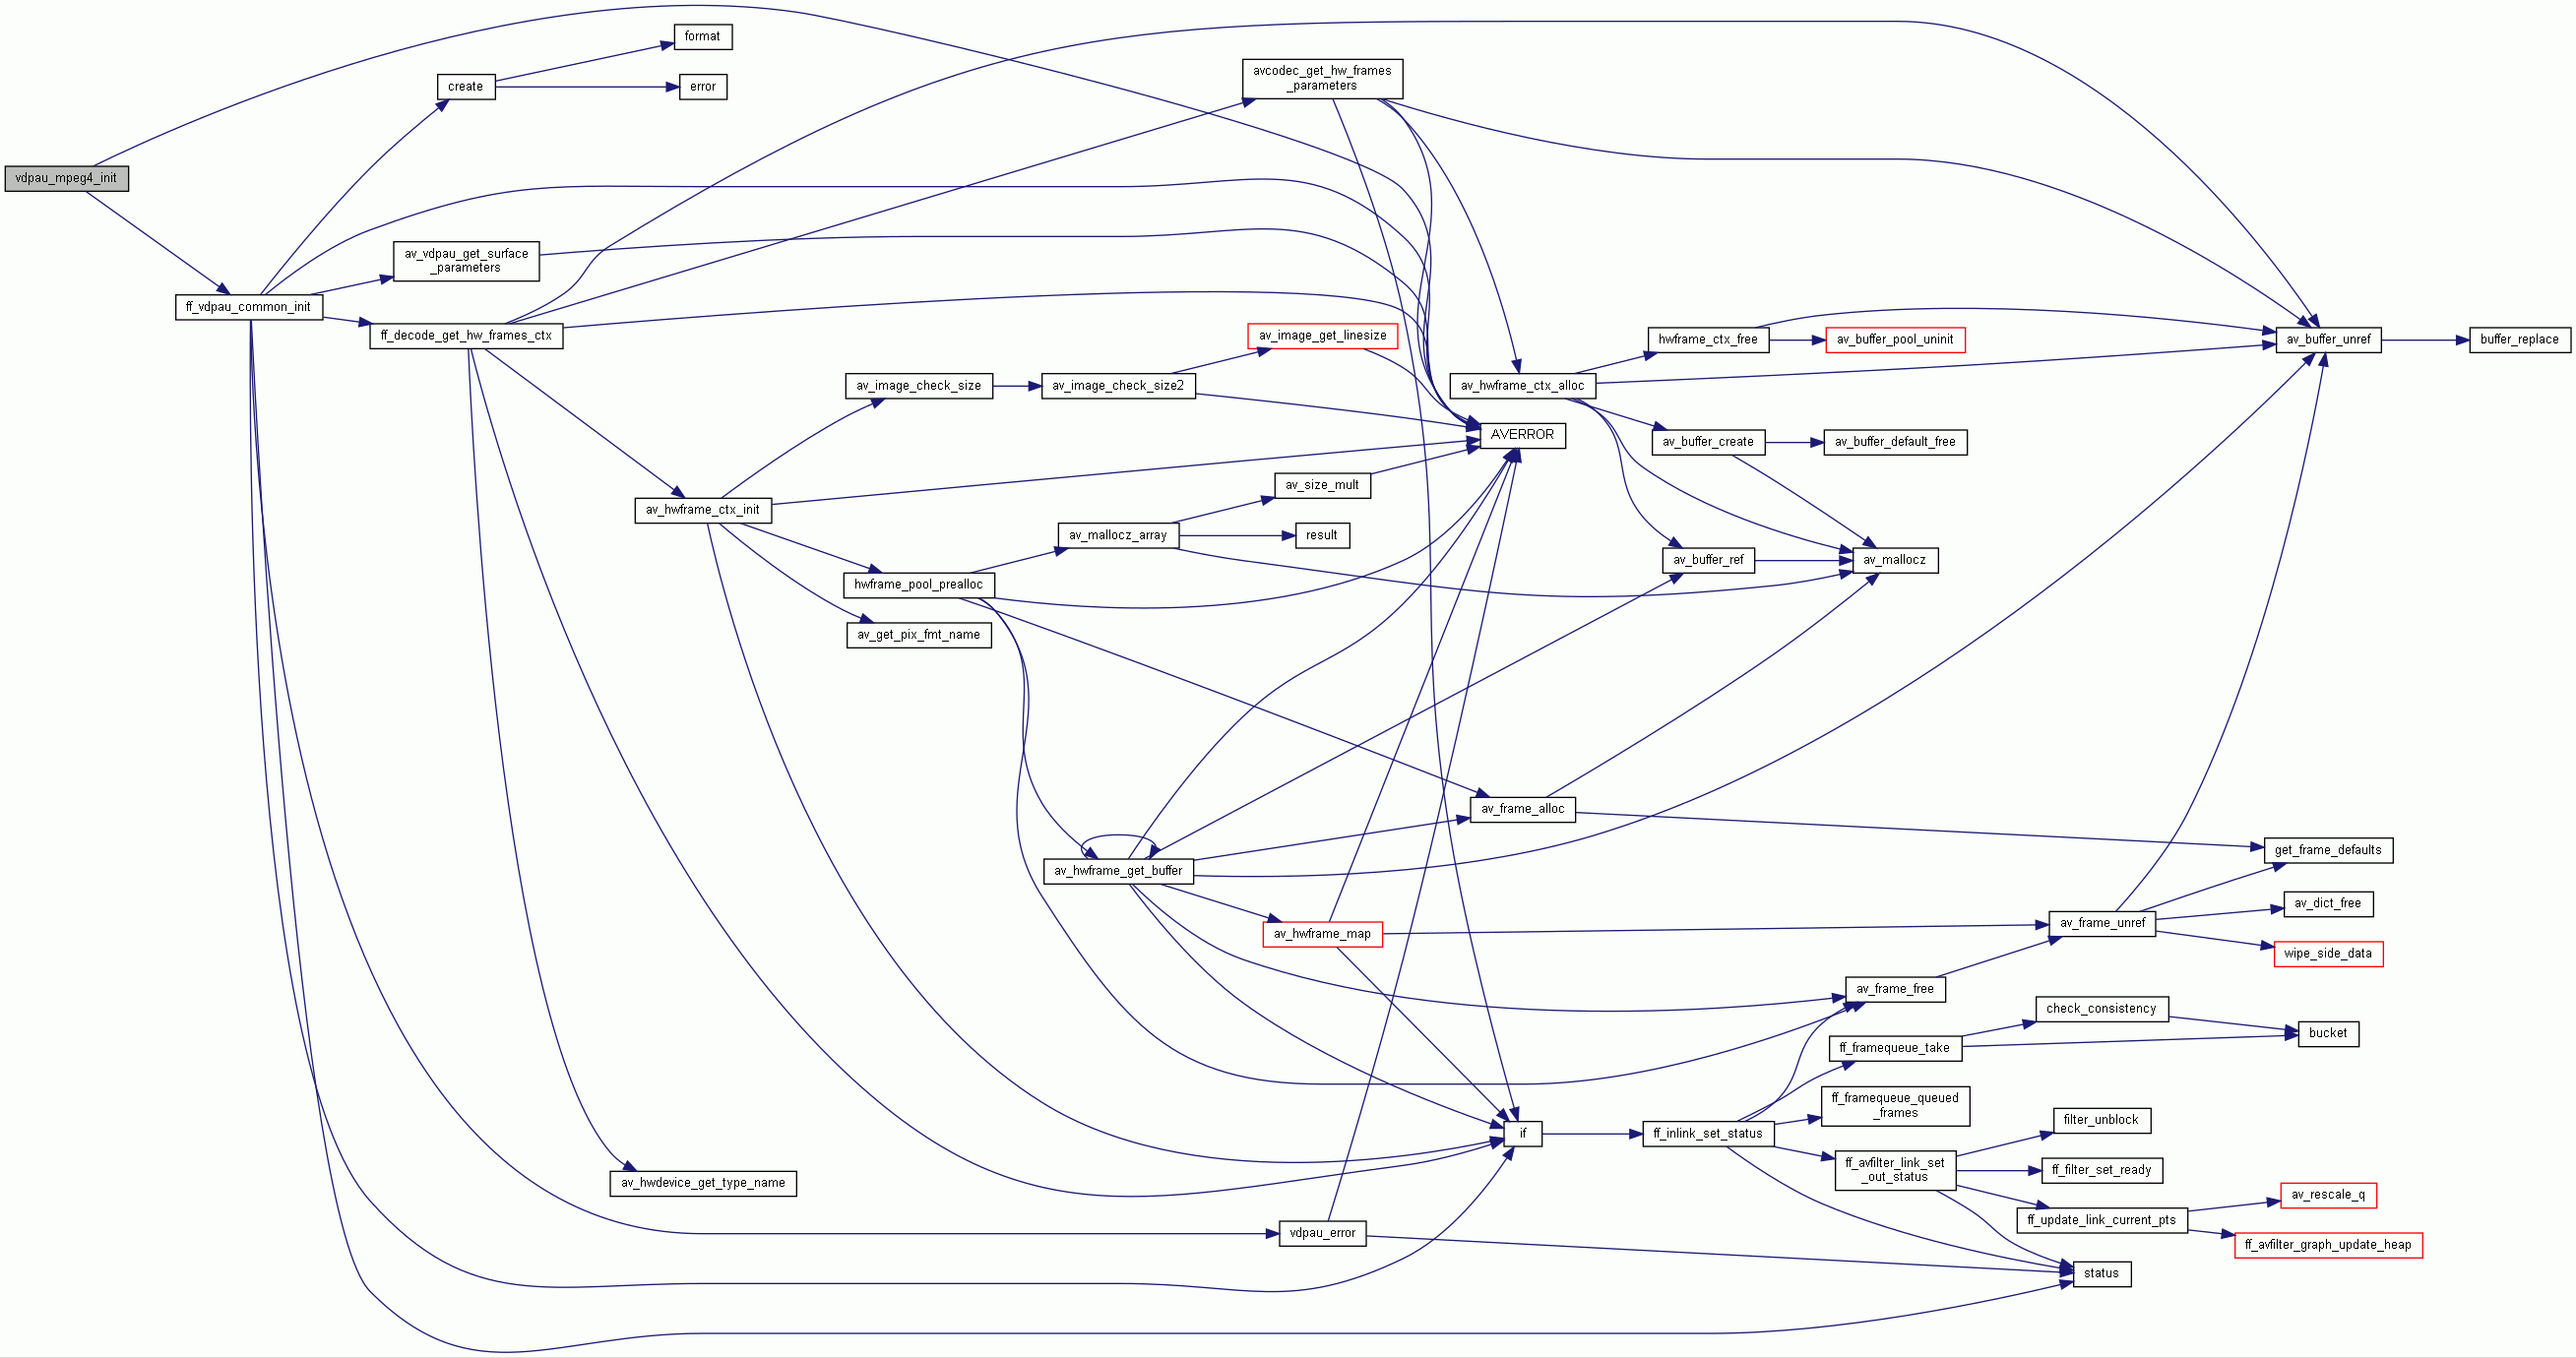 vdpau_mpeg4_init
ff_vdpau_common_init
create
format
error
av_vdpau_get_surface
_parameters
ff_decode_get_hw_frames_ctx
avcodec_get_hw_frames
_parameters
av_image_get_linesize
av_image_check_size
av_image_check_size2
AVERROR
av_hwframe_ctx_init
av_size_mult
av_mallocz_array
result
hwframe_pool_prealloc
av_get_pix_fmt_name
av_hwframe_ctx_alloc
hwframe_ctx_free
av_buffer_pool_uninit
av_buffer_unref
buffer_replace
av_buffer_create
av_buffer_default_free
av_buffer_ref
av_mallocz
av_frame_alloc
av_hwframe_get_buffer
av_hwframe_map
get_frame_defaults
av_dict_free
av_frame_unref
wipe_side_data
av_frame_free
check_consistency
bucket
ff_framequeue_take
ff_framequeue_queued
_frames
if
ff_inlink_set_status
filter_unblock
ff_avfilter_link_set
_out_status
ff_filter_set_ready
av_rescale_q
ff_update_link_current_pts
ff_avfilter_graph_update_heap
status
av_hwdevice_get_type_name
vdpau_error